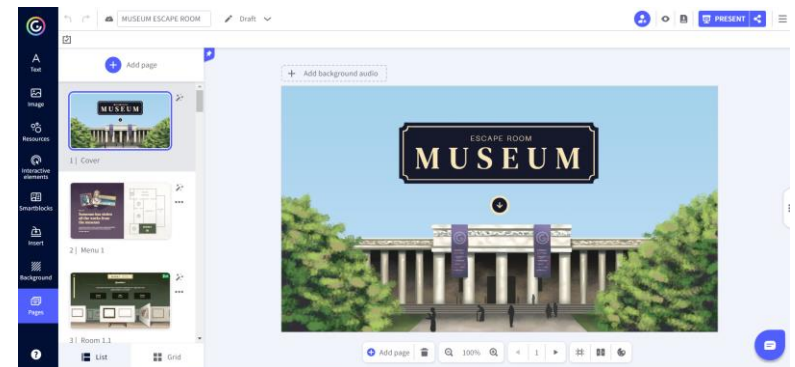 MUSEUM ESCAPE ROOM
Draft
PRESENT
Text
Image
Resources
Interactive
elements
Smartblocks
Insert
Background
Pages
?
Add page
MUSEUM
1 | Cover
2 | Menu 1
3 | Room 1.1
List
Grid
Add background audio
ESCAPE ROOM
MUSEUM
Add page
100%
1